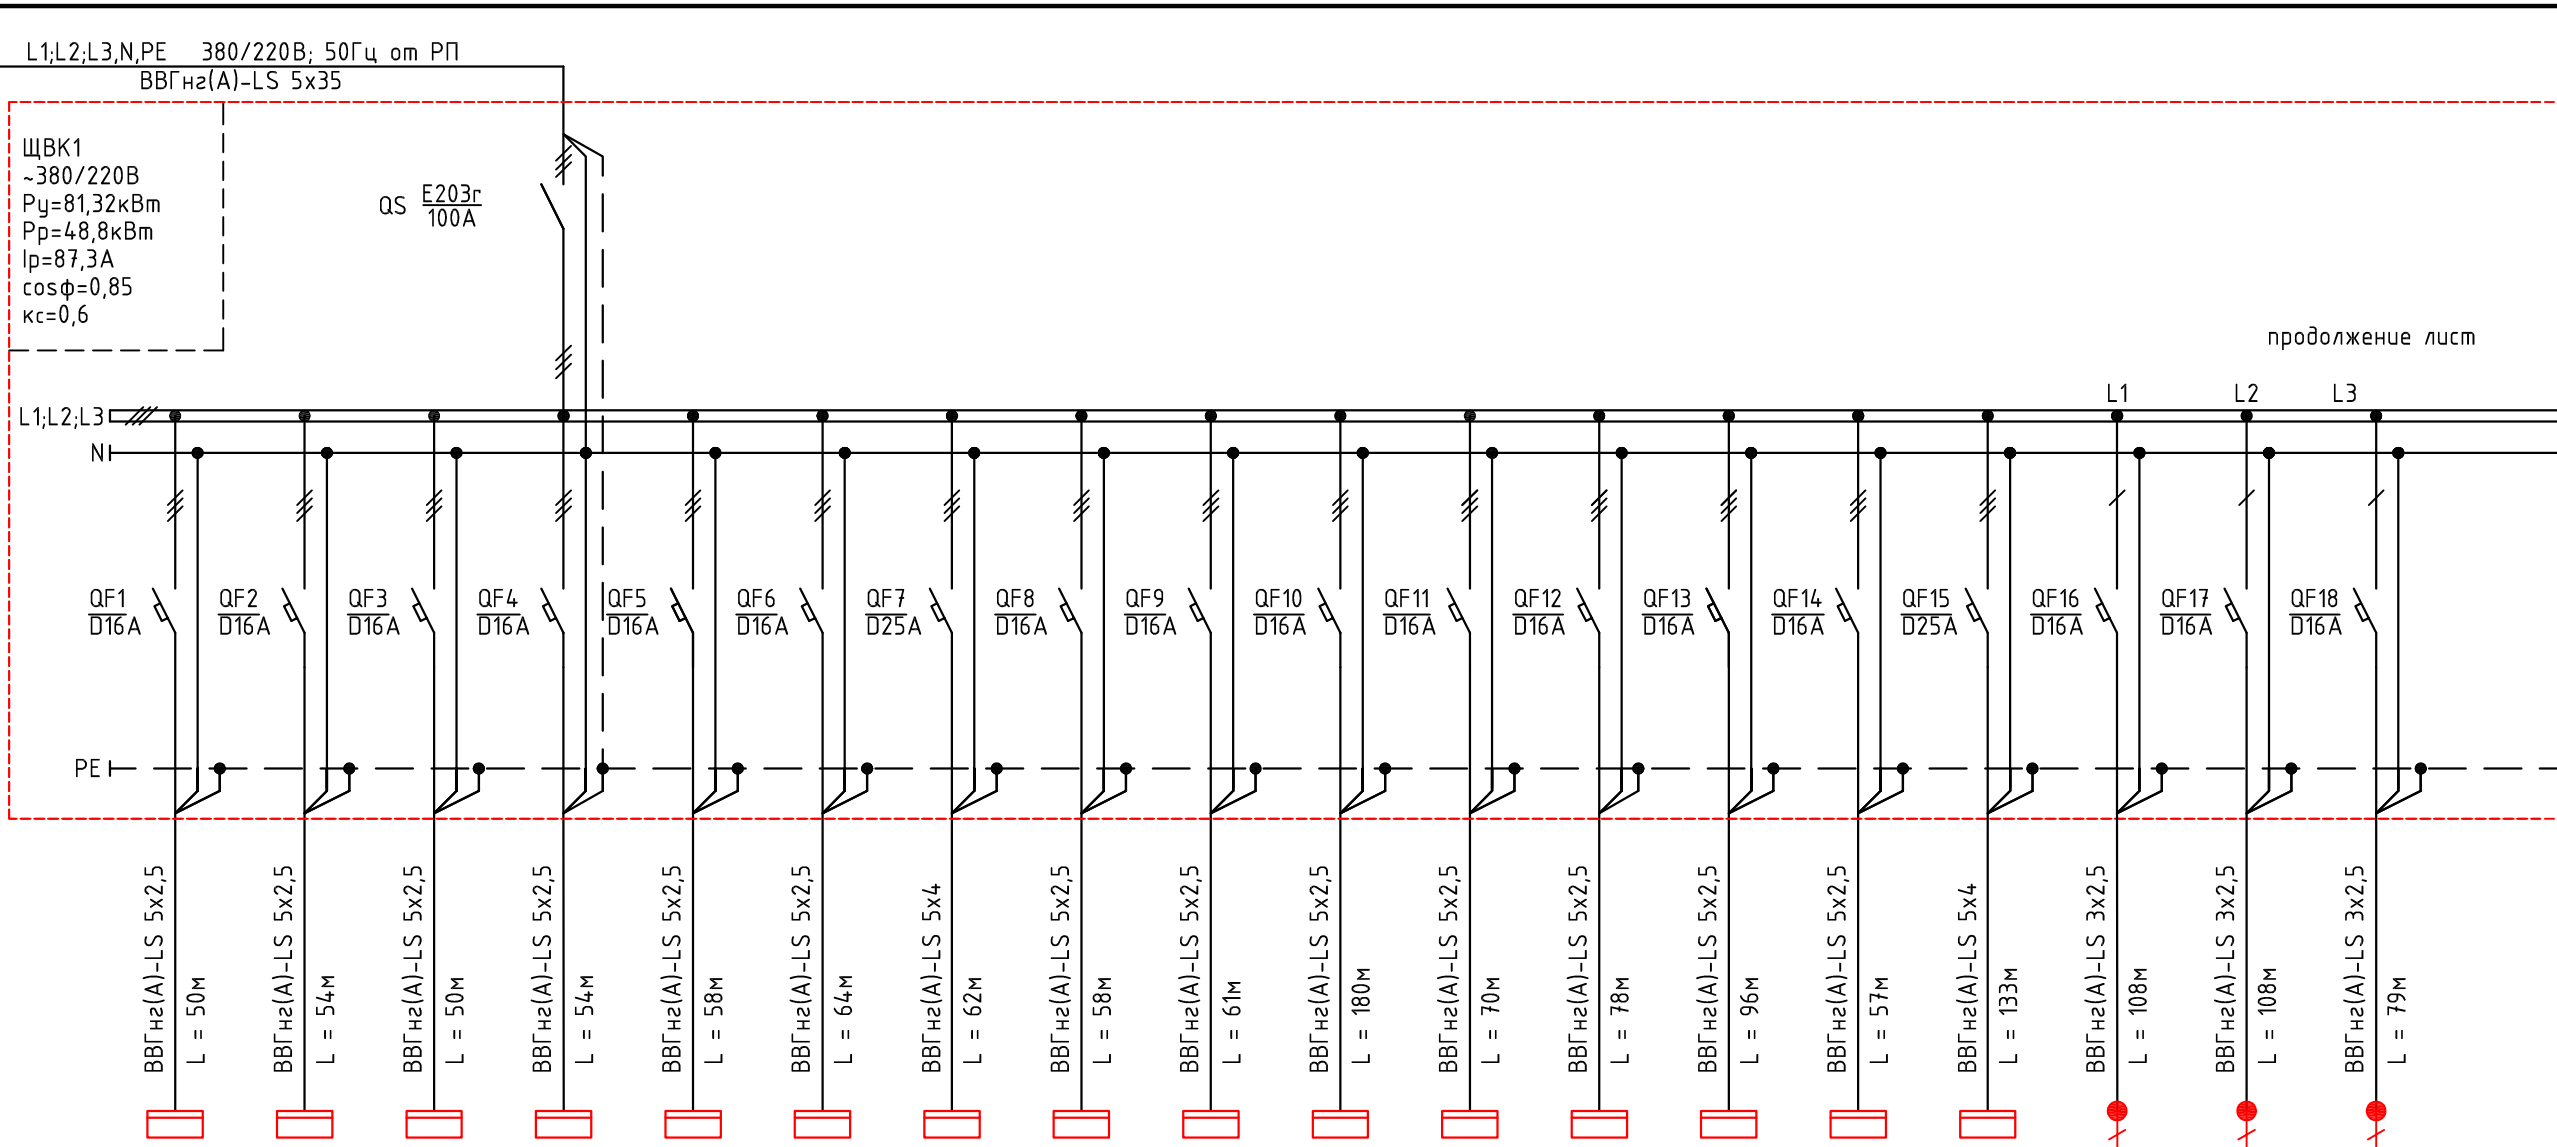 L1;L2;L3,N,PE 380/220В; 50Гц от РП
ВВГнг(А)-LS 5х35
ЩВК1
~380/220В
Ру=81,32кВт
Рр=48,8кВт
Iр=87,3А
cosф=0,85
кс=0,6
QS E203г
100А
продолжение лист
L1 L2 L3
L1;L2;L3
N
QF1 QF2 QF3 QF4 QF5 QF6 QF7 QF8 QF9 QF10 QF11 QF12 QF13 QF14 QF15 QF16 QF17 QF18
D16A D16A D16A D16A D16A D16A D25A D16A D16A D16A D16A D16A D16A D16A D25A D16A D16A D16A
PE
ВВГнг(А)-LS 5х2,5
L = 50м
ВВГнг(А)-LS 5х2,5
L = 54м
ВВГнг(А)-LS 5х2,5
L = 50м
ВВГнг(А)-LS 5х2,5
L = 54м
ВВГнг(А)-LS 5х2,5
L = 58м
ВВГнг(А)-LS 5х2,5
L = 64м
ВВГнг(А)-LS 5х4
L = 62м
ВВГнг(А)-LS 5х2,5
L = 58м
ВВГнг(А)-LS 5х2,5
L = 61м
ВВГнг(А)-LS 5х2,5
L = 180м
ВВГнг(А)-LS 5х2,5
L = 70м
ВВГнг(А)-LS 5х2,5
L = 78м
ВВГнг(А)-LS 5х2,5
L = 96м
ВВГнг(А)-LS 5х2,5
L = 57м
ВВГнг(А)-LS 5х4
L = 133м
ВВГнг(А)-LS 3х2,5
L = 108м
ВВГнг(А)-LS 3х2,5
L = 108м
ВВГнг(А)-LS 3х2,5
L = 79м